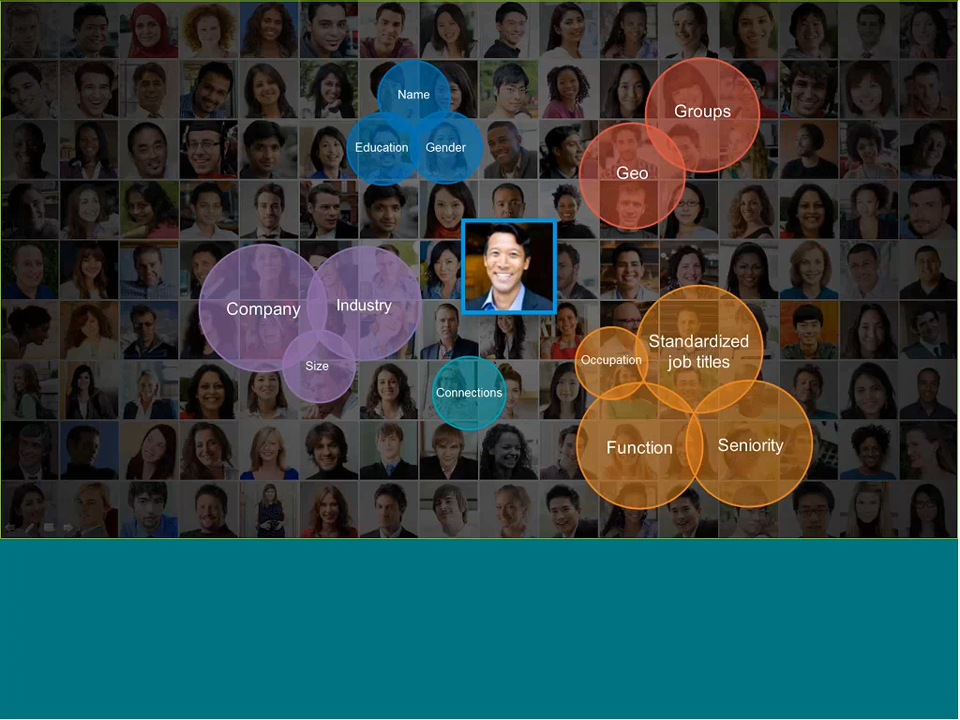 Name
Education
Gender
Groups
Geo
Company
Industry
Size
Connections
Occupation
Standardized
job titles
Function
Seniority